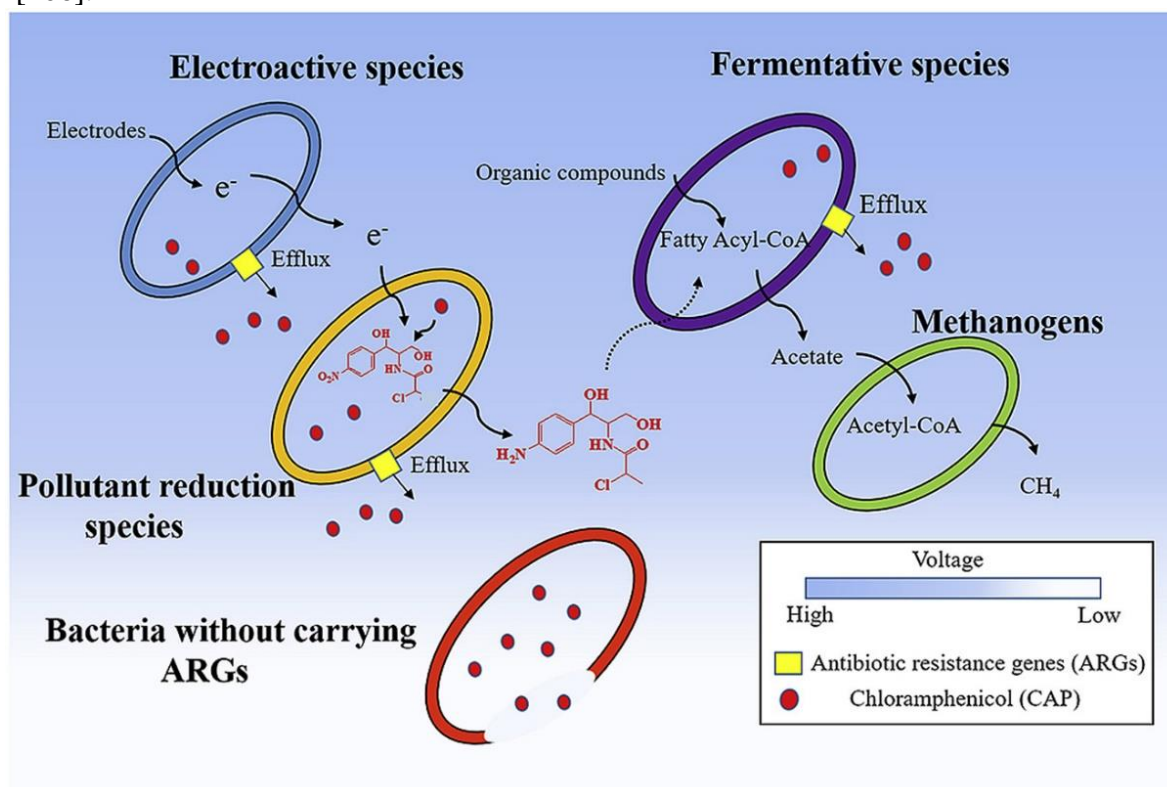 Electroactive species
Fermentative species
Electrodes
e-
e-
Efflux
Organic compounds
Fatty Acyl-CoA
Efflux
Methanogens
Acetate
Acetyl-CoA
CH4
OH
OH
O2N
HN
O
Cl
Efflux
OH
OH
H2N
HN
O
Cl
Pollutant reduction
species
Bacteria without carrying
ARGs
Voltage
High
Low
Antibiotic resistance genes (ARGs)
Chloramphenicol (CAP)